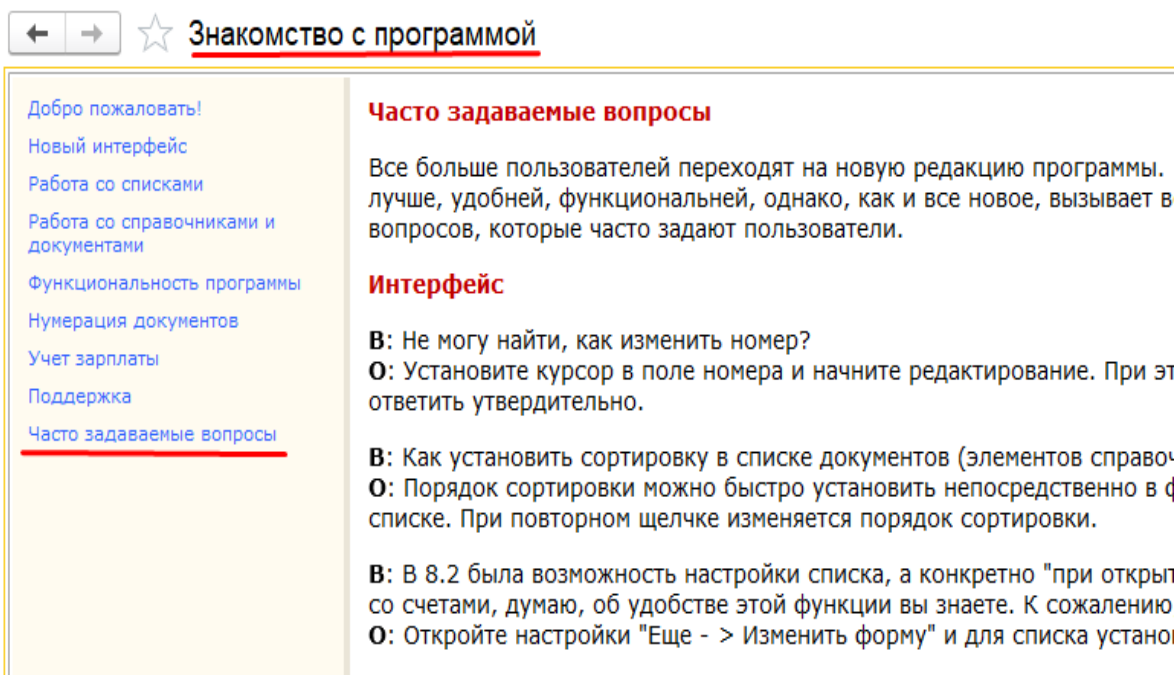 Знакомство с программой
Добро пожаловать!
Новый интерфейс
Работа со списками
Работа со справочниками и
документами
Функциональность программы
Нумерация документов
Учет зарплаты
Поддержка
Часто задаваемые вопросы
Часто задаваемые вопросы
Все больше пользователей переходят на новую редакцию программы.
лучше, удобней, функциональней, однако, как и все новое, вызывает
вопросов, которые часто задают пользователи.
Интерфейс
В: Не могу найти, как изменить номер?
О: Установите курсор в поле номера и начните редактирование. При
ответить утвердительно.
В: Как установить сортировку в списке документов (элементов
О: Порядок сортировки можно быстро установить непосредственно в
списке. При повторном щелчке изменяется порядок сортировки.
В: В 8.2 была возможность настройки списка, а конкретно "при
со счетами, думаю, об удобстве этой функции вы знаете. К сожалению
О: Откройте настройки "Еще - > Изменить форму" и для списка